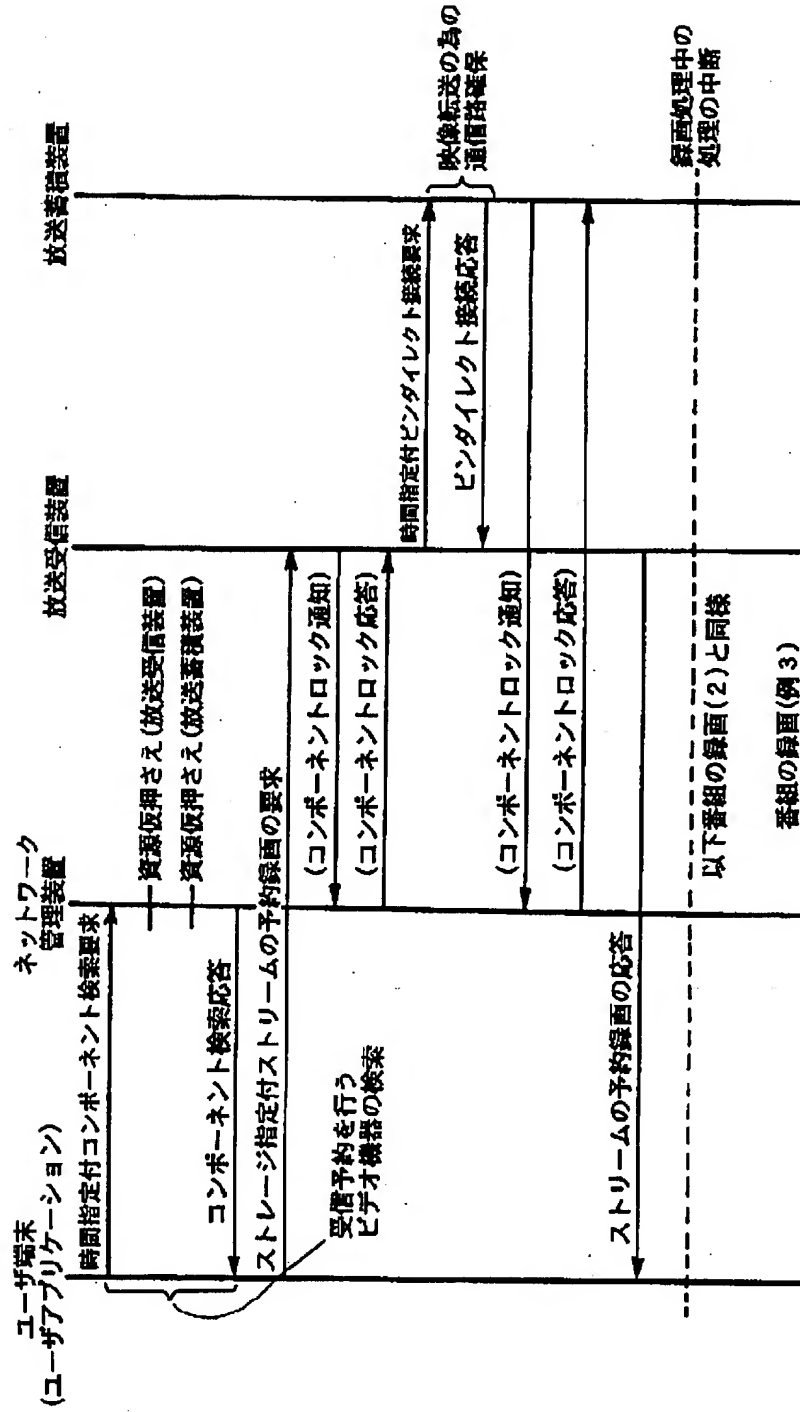 ユーザ端末
(ユーザアプリケーション)
ネットワーク
管理装置
放送受信装置
放送蓄積装置
時間指定付コンポーネント検索要求
資源仮押さえ(放送受信装置)
資源仮押さえ(放送蓄積装置)
コンポーネント検索応答
受信予約を行う
ビデオ機器の検索
ストレージ指定付ストリームの予約録画の要求
(コンポーネントロック通知)
(コンポーネントロック応答)
時間指定付ピンダイレクト接続要求
ピンダイレクト接続応答
映像転送の為の
通信路確保
(コンポーネントロック通知)
(コンポーネントロック応答)
ストリームの予約録画の応答
録画処理中の
処理の中断
以下番組の録画(2)と同様
番組の録画(例3)